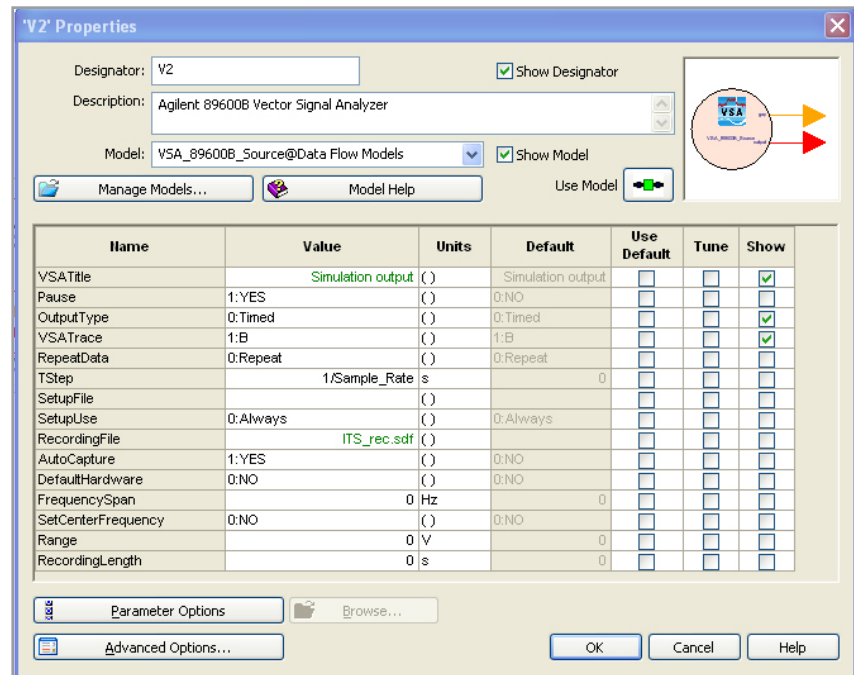 'V2' Properties
Designator: V2 Show Designator
Description: Agilent 89600B Vector Signal Analyzer
Model: VSA_89600B_Source@Data Flow Models Show Model
Manage Models... Model Help Use Model
VSA
VSA_89600B_Source
output
Name Value Units Default Use Default Tune Show
VSATitle Simulation output ( ) Simulation output
Pause 1:YES ( ) 0:NO
OutputType 0:Timed ( ) 0:Timed
VSATrace 1:B ( ) 1:B
RepeatData 0:Repeat ( ) 0:Repeat
TStep 1/Sample_Rate s 0
SetupFile ( )
SetupUse 0:Always ( ) 0:Always
RecordingFile ITS_rec.sdf ( )
AutoCapture 1:YES ( ) 0:NO
DefaultHardware 0:NO ( ) 0:NO
FrequencySpan 0 Hz 0
SetCenterFrequency 0:NO ( ) 0:NO
Range 0 V 0
RecordingLength 0 s 0
Parameter Options Browse...
Advanced Options... OK Cancel Help